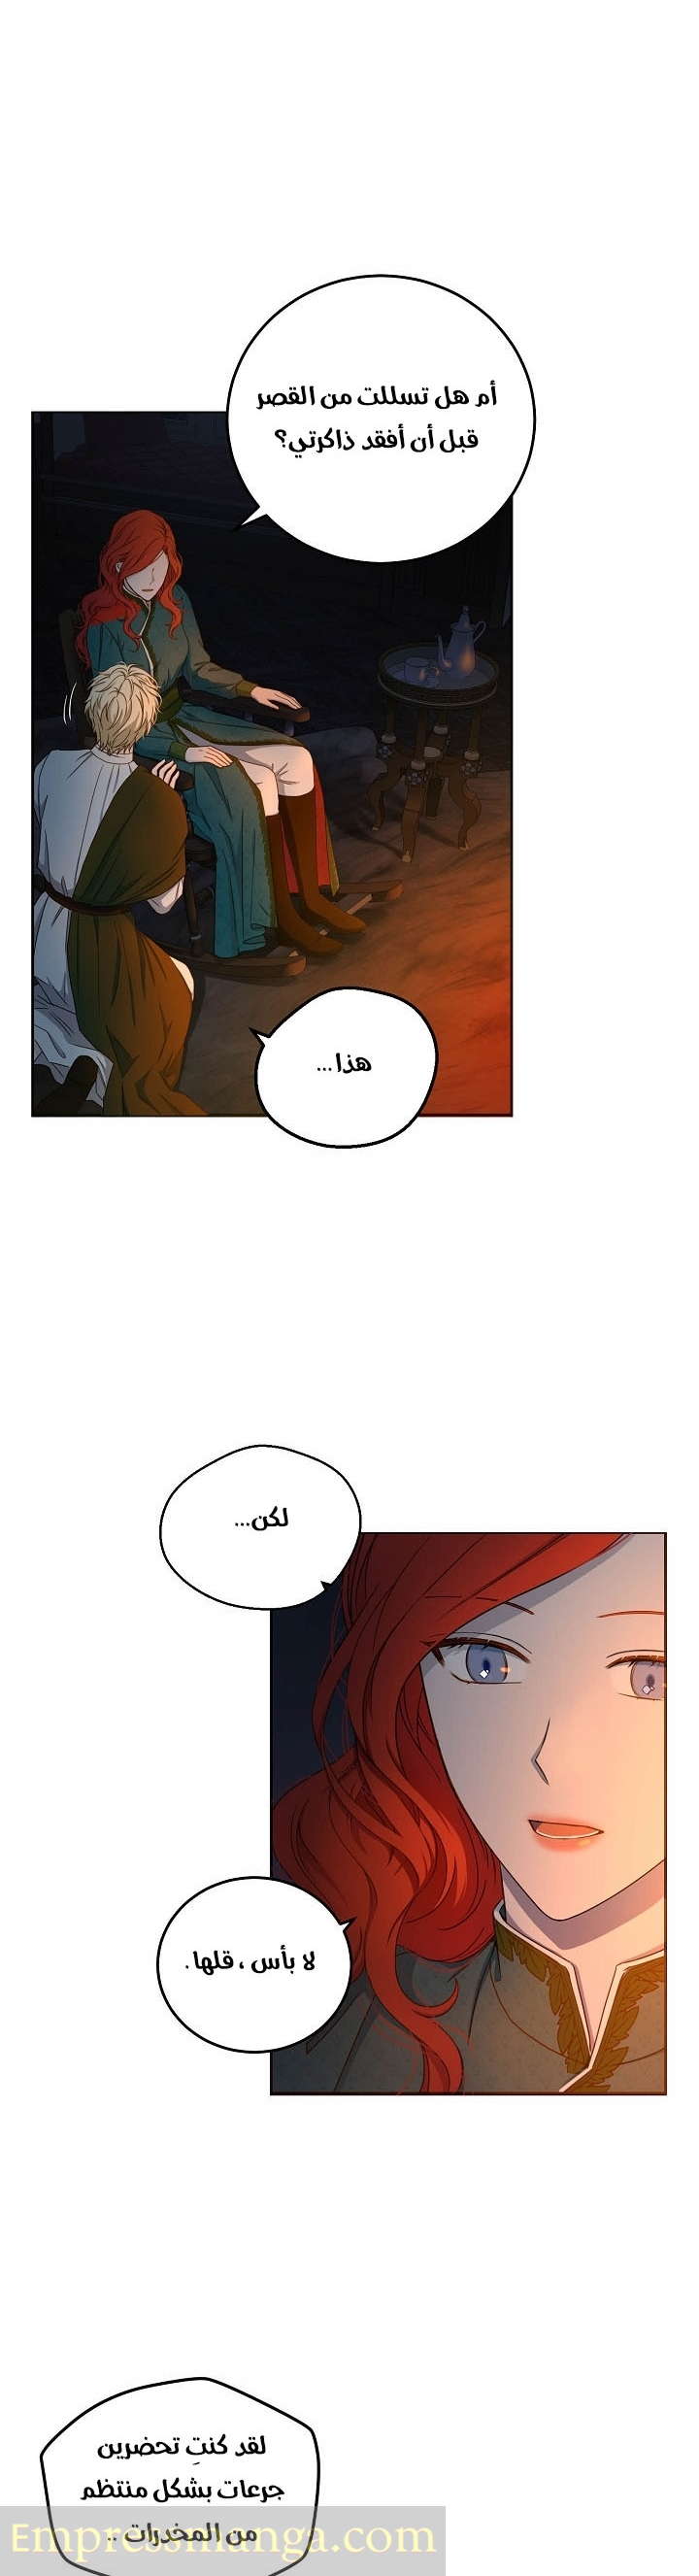 أم هل تسللت من القصر
قبل أن أفقد ذاكرتي؟
هذا...
لكن...
لا بأس ، قلها.
لقد كنتِ تحضرين
جرعات بشكل منتظم
من المخدرات ..
Empressmanga.com